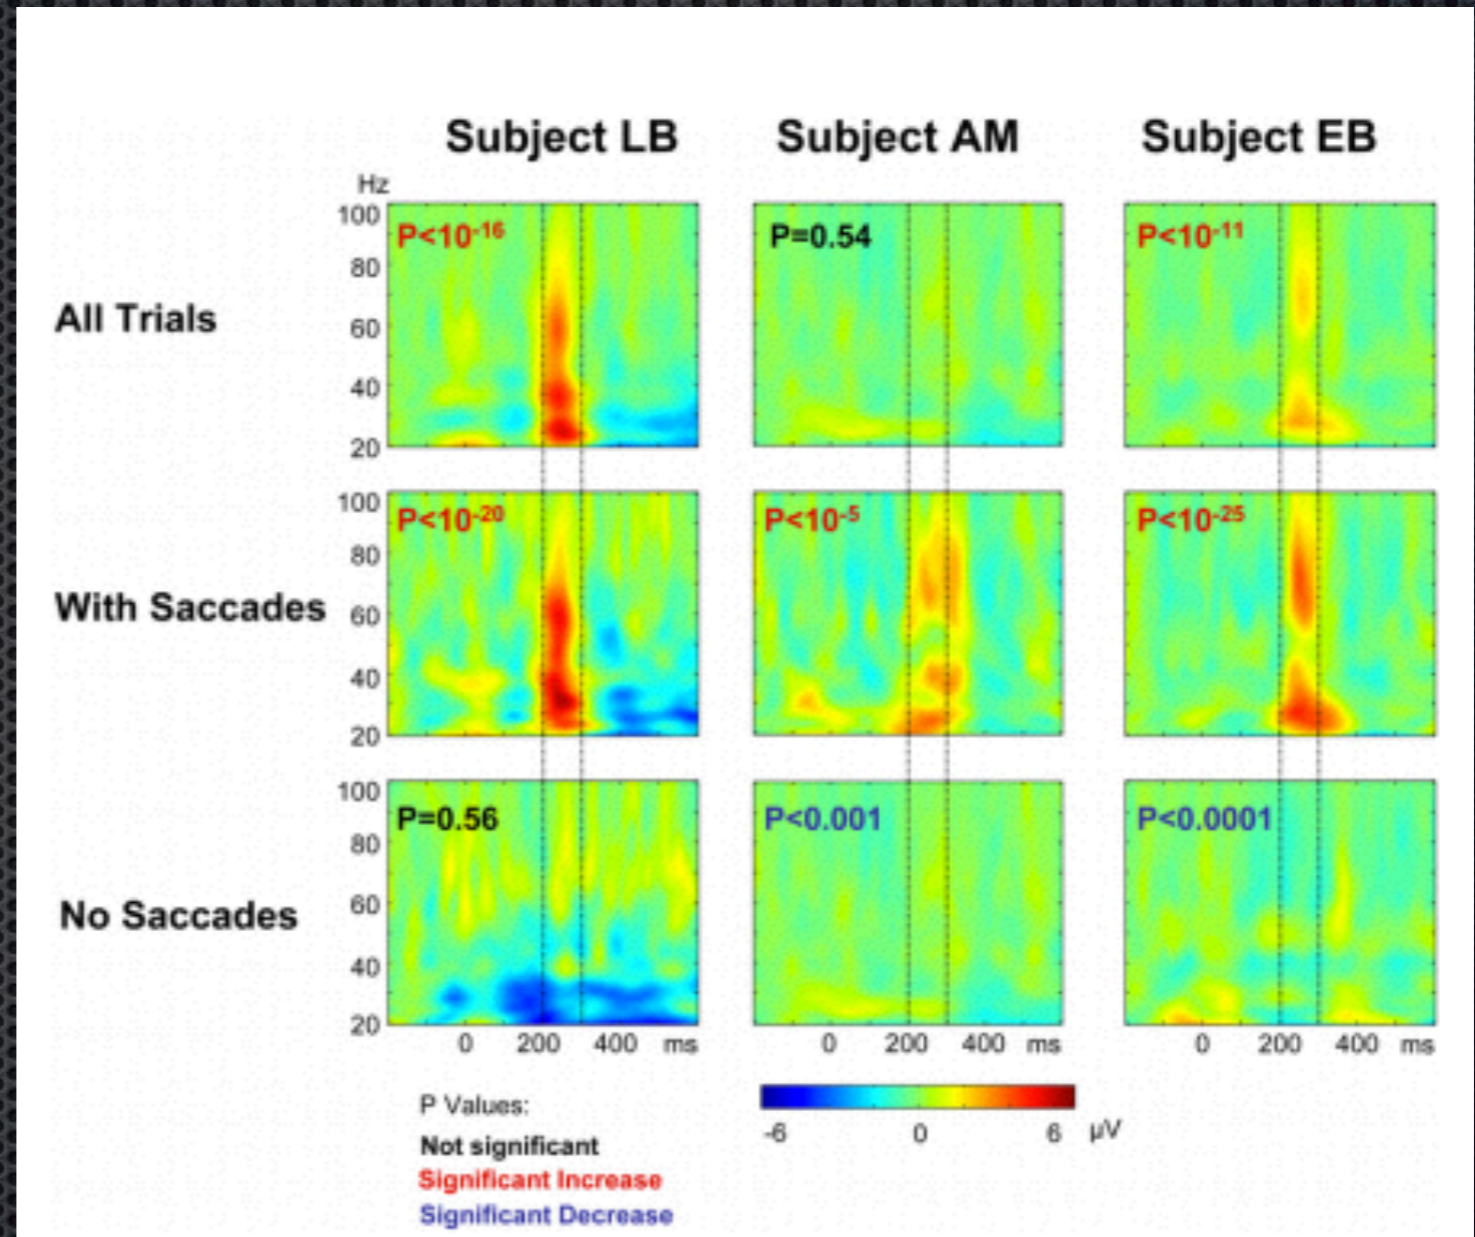 Subject LB Subject AM Subject EB
Hz
100
80
60
40
20
P<10-16
P=0.54
P<10-11
All Trials
100
80
60
40
20
P<10-20
P<10-5
P<10-25
With Saccades
100
80
60
40
20
P=0.56
P<0.001
P<0.0001
No Saccades
0 200 400 ms
0 200 400 ms
0 200 400 ms
P Values:
Not significant
Significant Increase
Significant Decrease
-6 0 6 µV